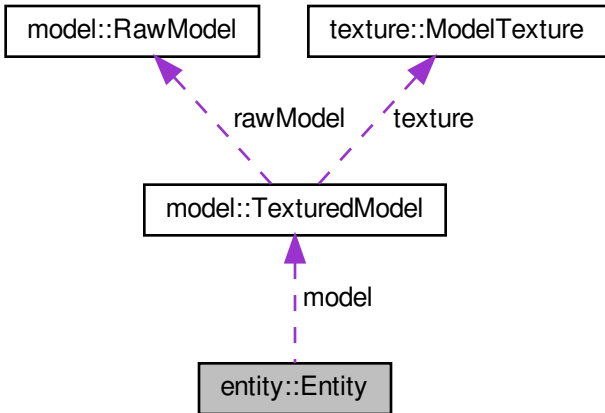 model::RawModel
texture::ModelTexture
rawModel
texture
model::TexturedModel
model
entity::Entity